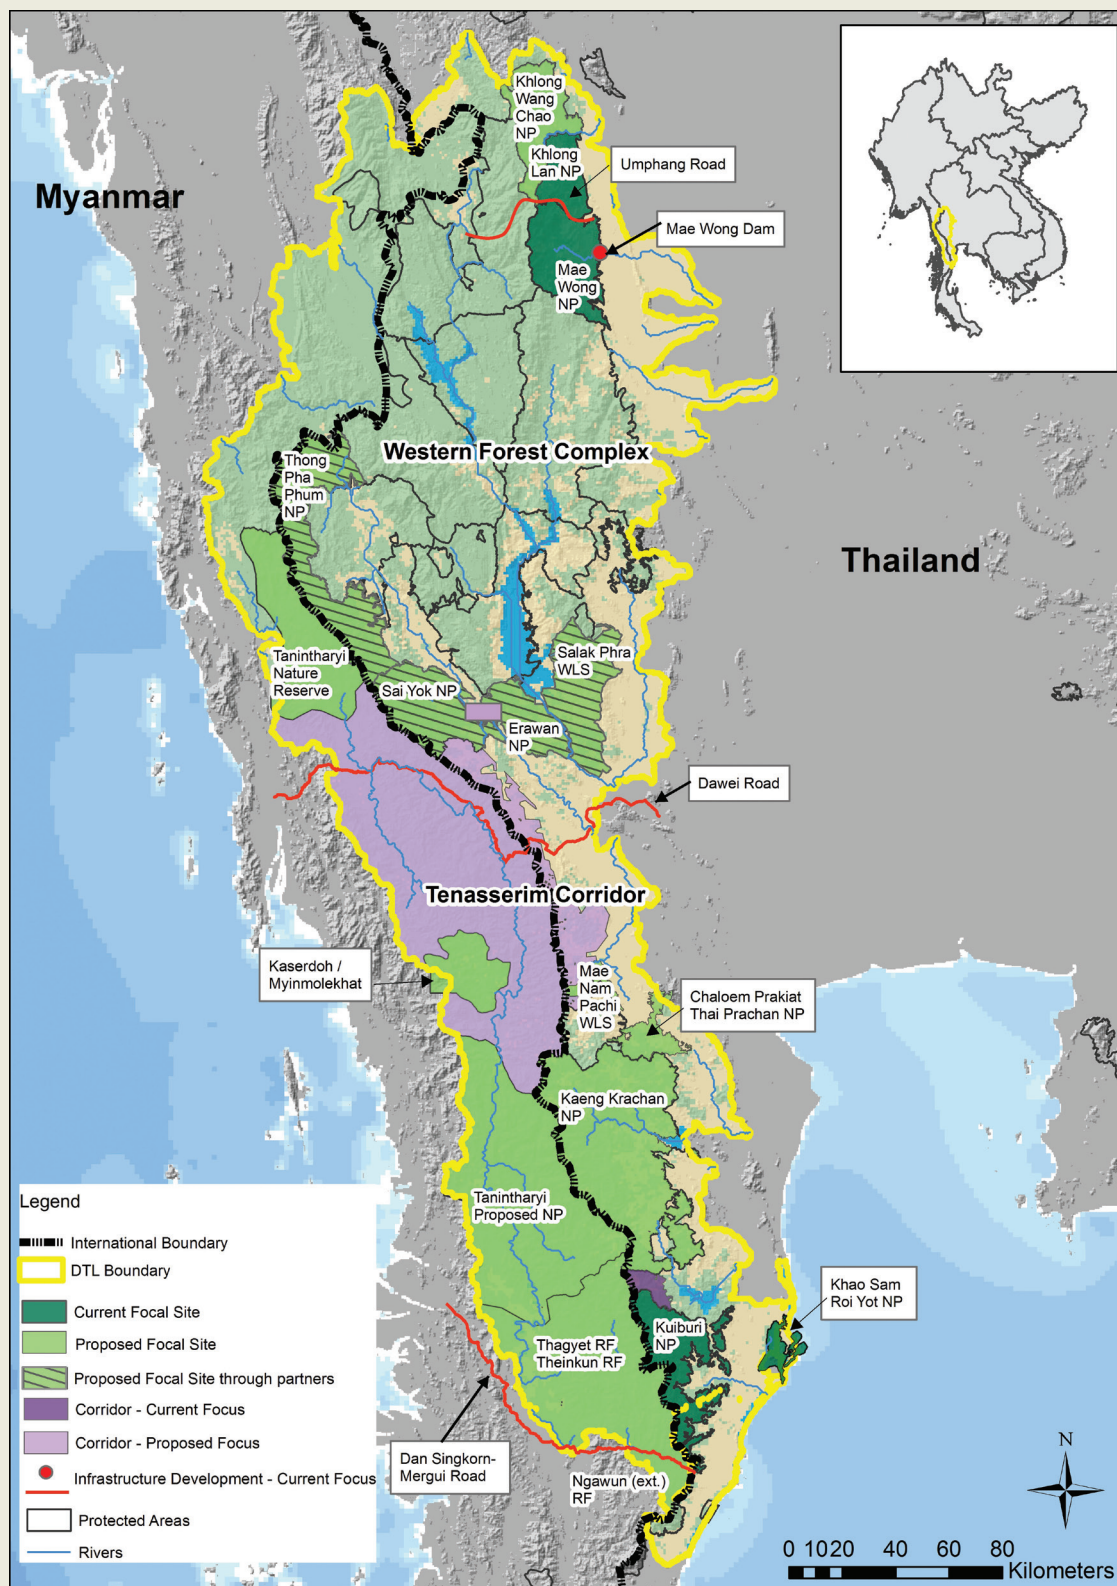 Khlong
Wang
Chao
NP
Khlong
Lan NP
Umphang Road
Myanmar
Mae Wong Dam
Mae
Wong
NP
Western Forest Complex
Thong
Pha
Phum
NP
Thailand
Tanintharyi
Nature
Reserve
Salak Phra
WLS
Sai Yok NP
Erawan
NP
Dawei Road
Tenasserim Corridor
Kaserdoh /
Myinmolekhat
Mae
Nam
Pachi
WLS
Chaloem Prakiat
Thai Prachan NP
Kaeng Krachan
NP
Tanintharyi
Proposed NP
Khao Sam
Roi Yot NP
Kuiburi
NP
Thagyet RF
Theinkun RF
Dan Singkorn-
Mergui Road
Ngawun (ext.)
RF
Legend
International Boundary
DTL Boundary
Current Focal Site
Proposed Focal Site
Proposed Focal Site through partners
Corridor - Current Focus
Corridor - Proposed Focus
Infrastructure Development - Current Focus
Protected Areas
Rivers
N
0 10 20 40 60 80
Kilometers